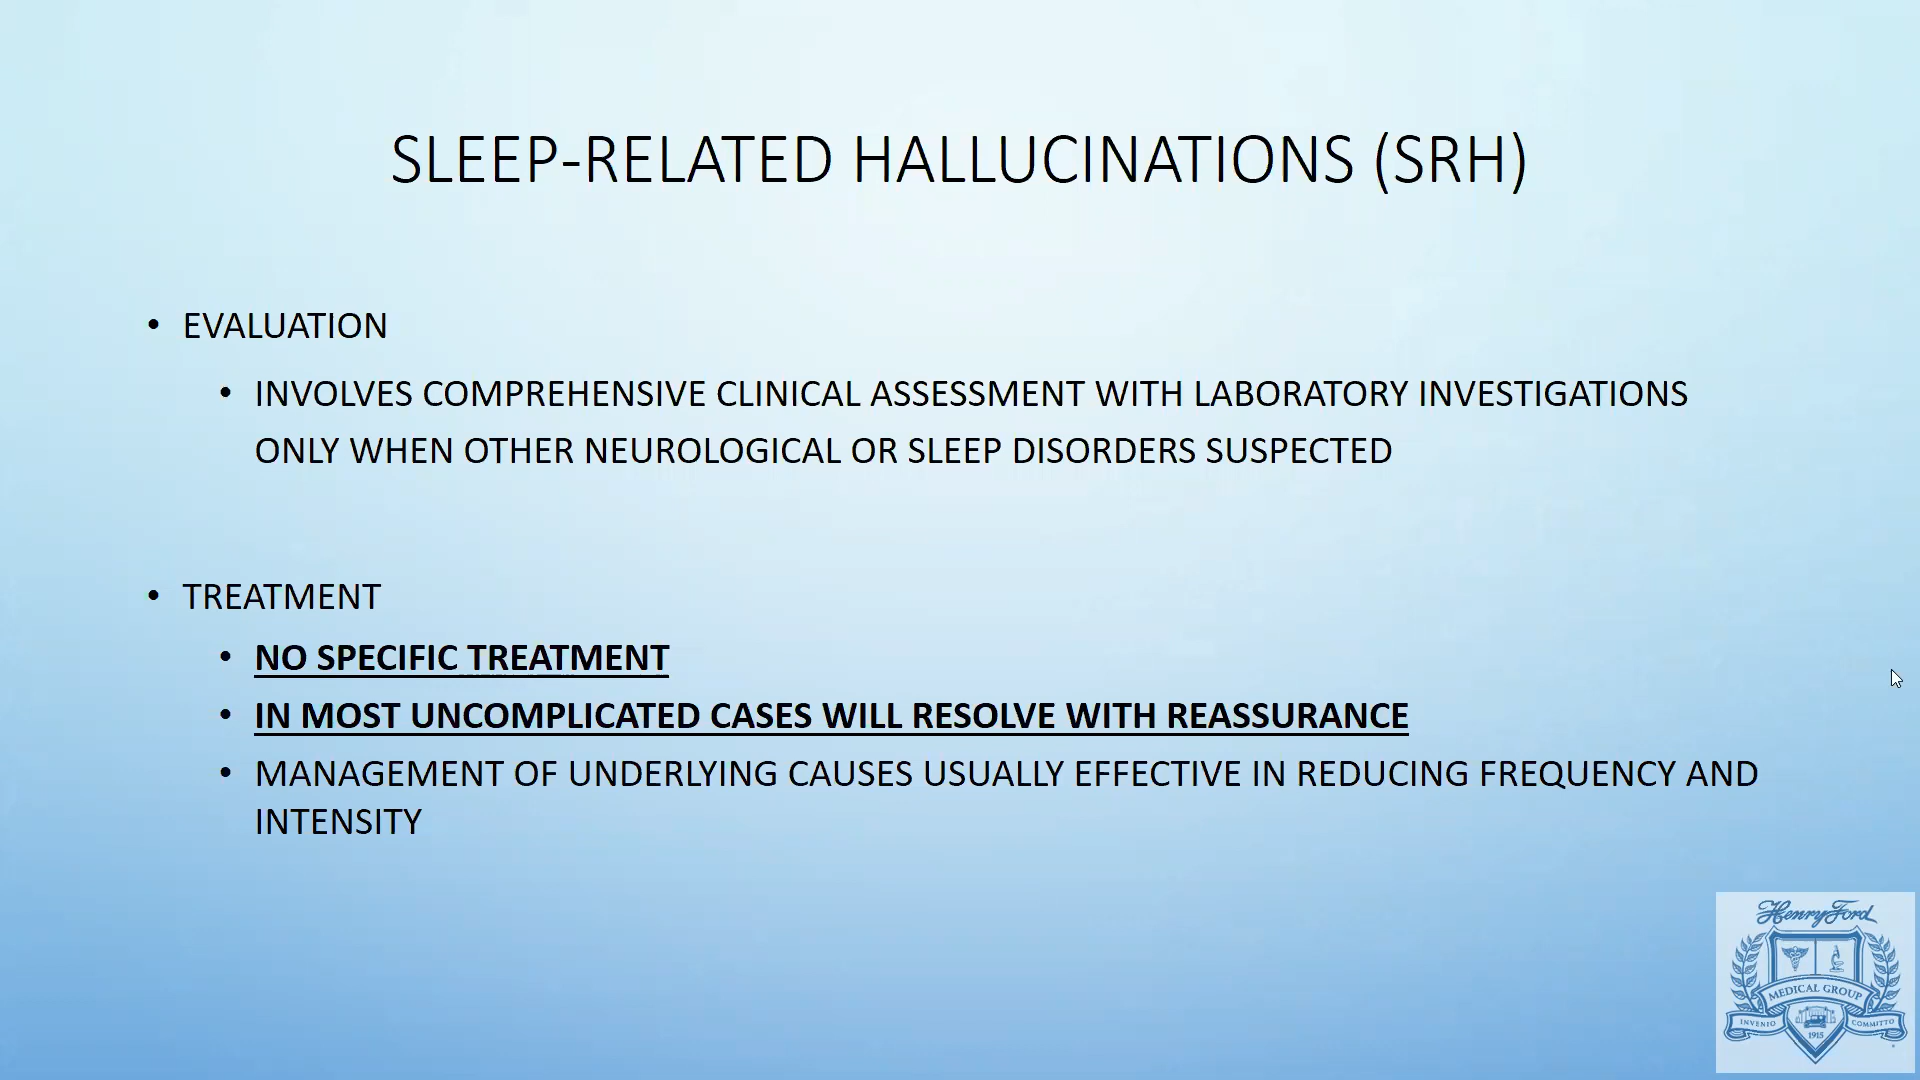 SLEEP-RELATED HALLUCINATIONS (SRH)
• EVALUATION
• INVOLVES COMPREHENSIVE CLINICAL ASSESSMENT WITH LABORATORY INVESTIGATIONS
ONLY WHEN OTHER NEUROLOGICAL OR SLEEP DISORDERS SUSPECTED
• TREATMENT
• NO SPECIFIC TREATMENT
• IN MOST UNCOMPLICATED CASES WILL RESOLVE WITH REASSURANCE
• MANAGEMENT OF UNDERLYING CAUSES USUALLY EFFECTIVE IN REDUCING FREQUENCY AND
INTENSITY
Henry Ford
MEDICAL GROUP
INVENIO COMMITTO
1915